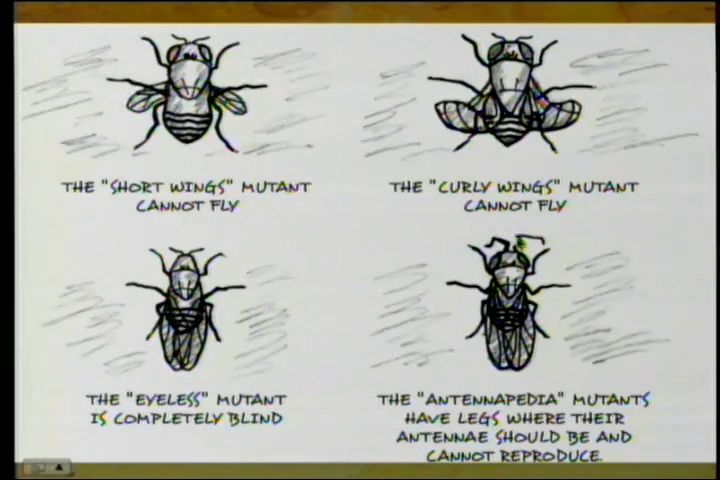 THE "SHORT WINGS" MUTANT
CANNOT FLY
THE "CURLY WINGS" MUTANT
CANNOT FLY
THE "EYELESS" MUTANT
IS COMPLETELY BLIND
THE "ANTENNAPEDIA" MUTANTS
HAVE LEGS WHERE THEIR
ANTENNAE SHOULD BE AND
CANNOT REPRODUCE.